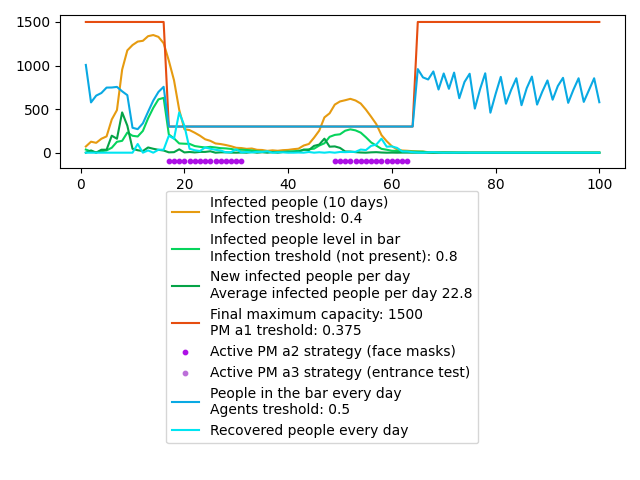 1500
1000
500
0
0
20
40
60
80
100
Infected people (10 days)
Infection treshold: 0.4
Infected people level in bar
Infection treshold (not present): 0.8
New infected people per day
Average infected people per day 22.8
Final maximum capacity: 1500
PM a1 treshold: 0.375
Active PM a2 strategy (face masks)
Active PM a3 strategy (entrance test)
People in the bar every day
Agents treshold: 0.5
Recovered people every day